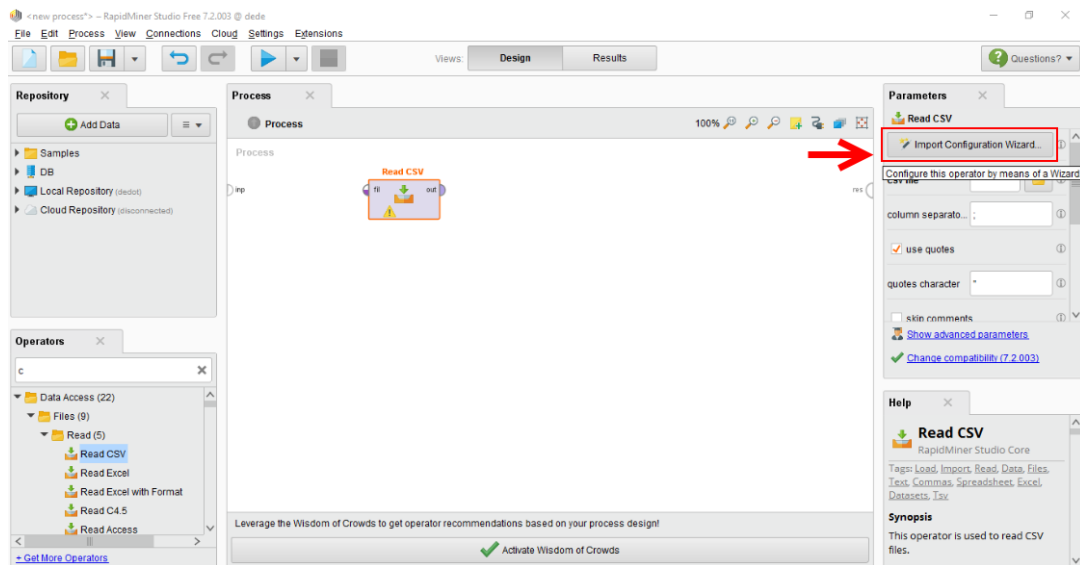 <new process*> – RapidMiner Studio Free 7.2.003 @ dede
File Edit Process View Connections Cloud Settings Extensions
Views: Design Results Questions?
Repository
Add Data
Samples
DB
Local Repository (dedot)
Cloud Repository (disconnected)
Operators
c
Data Access (22)
Files (9)
Read (5)
Read CSV
Read Excel
Read Excel with Format
Read C4.5
Read Access
+ Get More Operators
Process
Process
100%
Process
Read CSV
inp
fil
out
res
Leverage the Wisdom of Crowds to get operator recommendations based on your process design!
Activate Wisdom of Crowds
Parameters
Read CSV
Import Configuration Wizard...
Configure this operator by means of a Wizard
csv file
column separato... ;
use quotes
quotes character "
skip comments
Show advanced parameters
Change compatibility (7.2.003)
Help
Read CSV
RapidMiner Studio Core
Tags: Load, Import, Read, Data, Files,
Text, Commas, Spreadsheet, Excel,
Datasets, Tsv
Synopsis
This operator is used to read CSV
files.